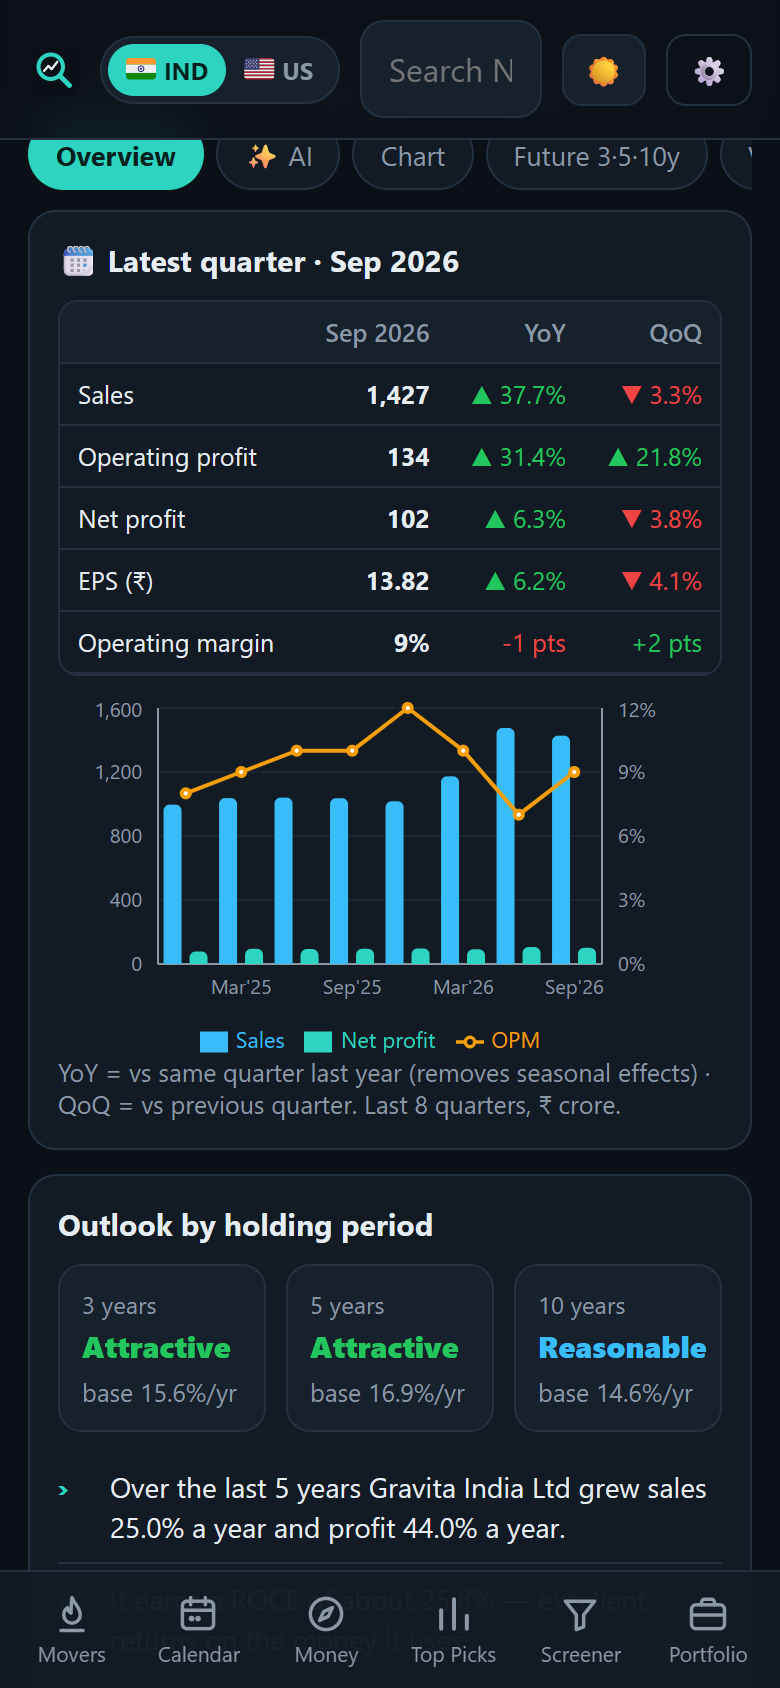 IND US Search N
Overview AI Chart Future 3·5·10y
Latest quarter · Sep 2026
Sep 2026 YoY QoQ
Sales 1,427 ▲ 37.7% ▼ 3.3%
Operating profit 134 ▲ 31.4% ▲ 21.8%
Net profit 102 ▲ 6.3% ▼ 3.8%
EPS (₹) 13.82 ▲ 6.2% ▼ 4.1%
Operating margin 9% -1 pts +2 pts
1,600 12%
1,200 9%
800 6%
400 3%
0 0%
Mar'25 Sep'25 Mar'26 Sep'26
Sales Net profit OPM
YoY = vs same quarter last year (removes seasonal effects) ·
QoQ = vs previous quarter. Last 8 quarters, ₹ crore.
Outlook by holding period
3 years 5 years 10 years
Attractive Attractive Reasonable
base 15.6%/yr base 16.9%/yr base 14.6%/yr
› Over the last 5 years Gravita India Ltd grew sales
25.0% a year and profit 44.0% a year.
Movers Calendar Money Top Picks Screener Portfolio